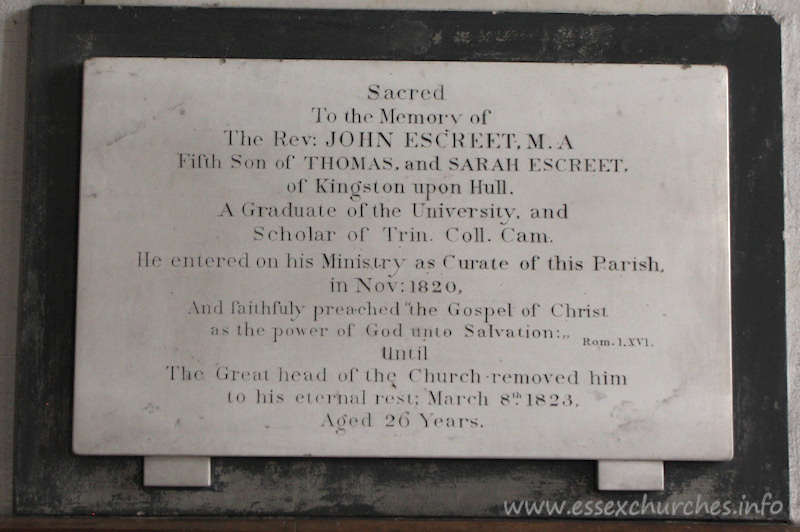 Sacred
To the Memory of
The Rev: JOHN ESCREET, M.A
Fifth Son of THOMAS, and SARAH ESCREET,
of Kingston upon Hull.
A Graduate of the University, and
Scholar of Trin. Coll. Cam.
He entered on his Ministry as Curate of this Parish,
in Nov: 1820,
And faithfuly preached "the Gospel of Christ
as the power of God unto Salvation:,, Rom. I. XVI.
Until
The Great head of the Church removed him
to his eternal rest; March 8th 1823.
Aged 26 Years.
www.essexchurches.info